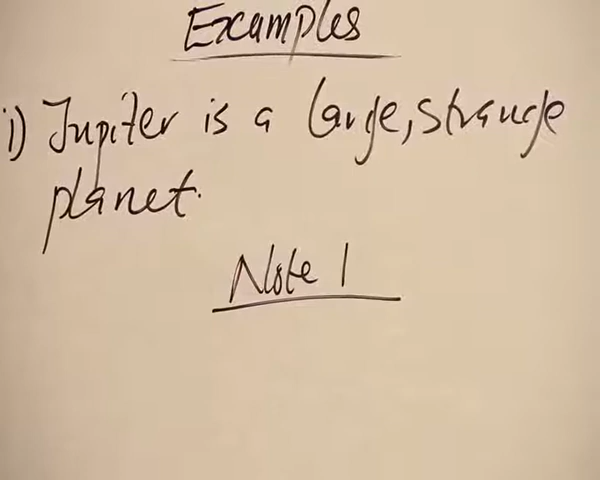 Examples
i) Jupiter is a large, strange
planet.
Note 1